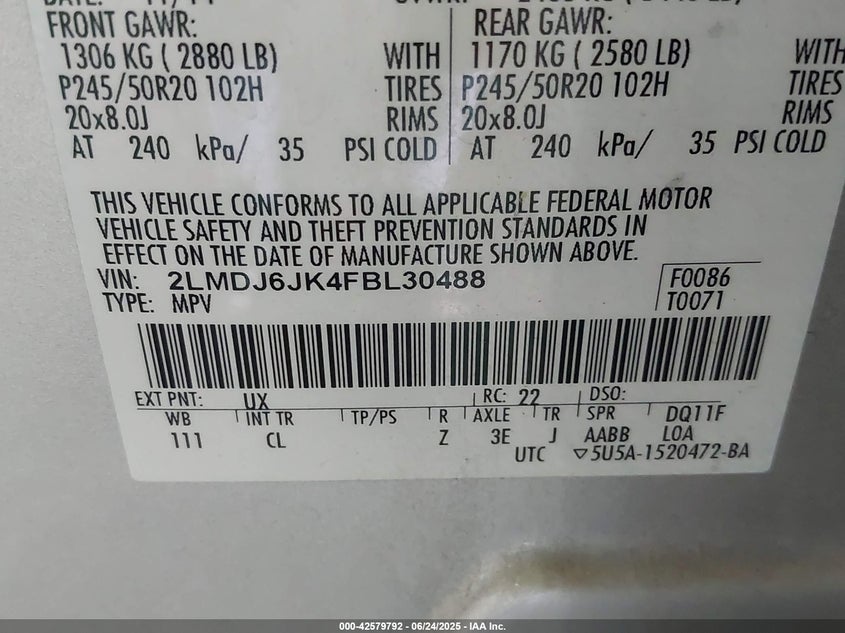 FRONT GAWR: REAR GAWR:
1306 KG ( 2880 LB) WITH 1170 KG ( 2580 LB) WITH
P245/50R20 102H TIRES P245/50R20 102H TIRES
20x8.0J RIMS 20x8.0J RIMS
AT 240 kPa/ 35 PSI COLD AT 240 kPa/ 35 PSI COLD
THIS VEHICLE CONFORMS TO ALL APPLICABLE FEDERAL MOTOR
VEHICLE SAFETY AND THEFT PREVENTION STANDARDS IN
EFFECT ON THE DATE OF MANUFACTURE SHOWN ABOVE.
VIN: 2LMDJ6JK4FBL30488 F0086
TYPE: MPV T0071
EXT PNT: UX RC: 22 DSO:
WB INT TR TP/PS R AXLE TR SPR DQ11F
111 CL Z 3E J AABB LOA
UTC ▽5U5A-1520472-BA
000-42579792 - 06/24/2025 - IAA Inc.